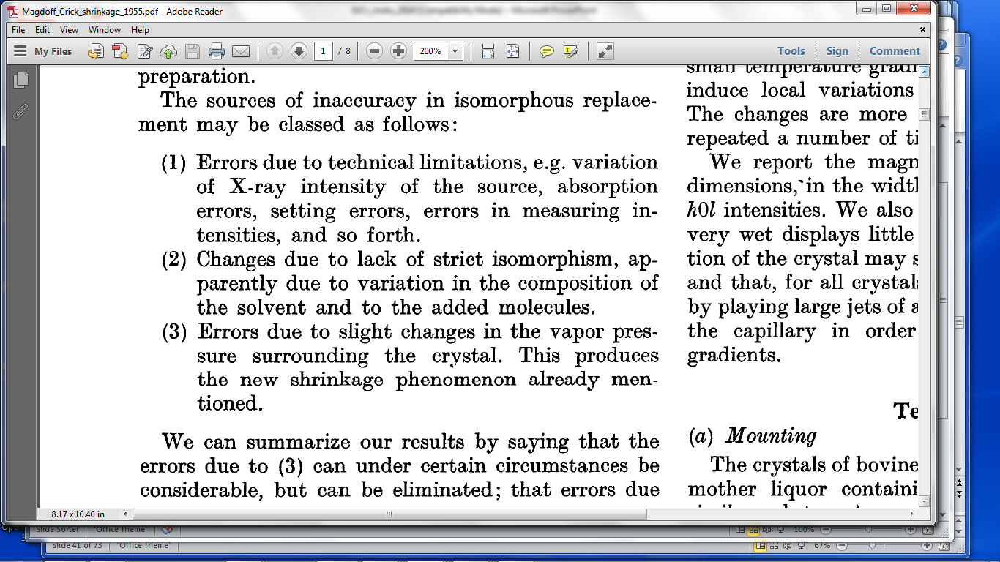 Magdoff_Crick_shrinkage_1955.pdf - Adobe Reader
File Edit View Window Help
My Files 1 / 8 200% Tools Sign Comment
preparation.
The sources of inaccuracy in isomorphous replace-
ment may be classed as follows:
(1) Errors due to technical limitations, e.g. variation
of X-ray intensity of the source, absorption
errors, setting errors, errors in measuring in-
tensities, and so forth.
(2) Changes due to lack of strict isomorphism, ap-
parently due to variation in the composition of
the solvent and to the added molecules.
(3) Errors due to slight changes in the vapor pres-
sure surrounding the crystal. This produces
the new shrinkage phenomenon already men-
tioned.
We can summarize our results by saying that the
errors due to (3) can under certain circumstances be
considerable, but can be eliminated; that errors due
small temperature gradi
induce local variations
The changes are more
repeated a number of ti
We report the magn
dimensions, in the widtl
h0l intensities. We also
very wet displays little
tion of the crystal may s
and that, for all crystals
by playing large jets of a
the capillary in order
gradients.
Te
(a) Mounting
The crystals of bovine
mother liquor containi
8.17 x 10.40 in
Slide Sorter "Office Theme" 100%
Slide 41 of 73 "Office Theme" 67%